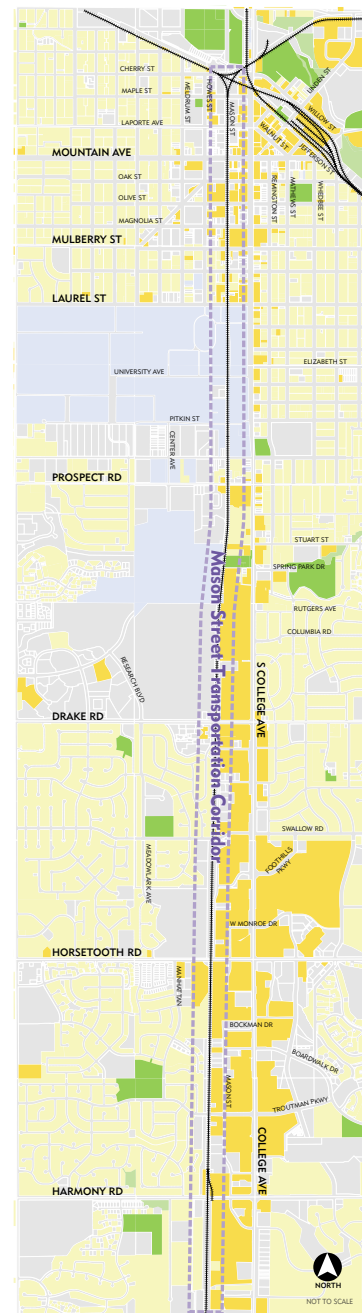 CHERRY ST
MAPLE ST
LAPORTE AVE
MELDRUM ST
HOWES ST
MASON ST
LINDEN ST
WILLOW ST
WALNUT ST
JEFFERSON ST
MOUNTAIN AVE
OAK ST
OLIVE ST
MAGNOLIA ST
REMINGTON ST
MATHEWS ST
WHEDBEE ST
MULBERRY ST
LAUREL ST
ELIZABETH ST
UNIVERSITY AVE
PITKIN ST
CENTER AVE
PROSPECT RD
STUART ST
SPRING PARK DR
RUTGERS AVE
COLUMBIA RD
Mason Street Transportation Corridor
S COLLEGE AVE
RESEARCH BLVD
DRAKE RD
SWALLOW RD
FOOTHILLS
PKWY
MEADOWLARK AVE
W MONROE DR
HORSETOOTH RD
MANHATTAN
BOCKMAN DR
BOARDWALK DR
MASON ST
TROUTMAN PKWY
COLLEGE AVE
HARMONY RD
NORTH
NOT TO SCALE